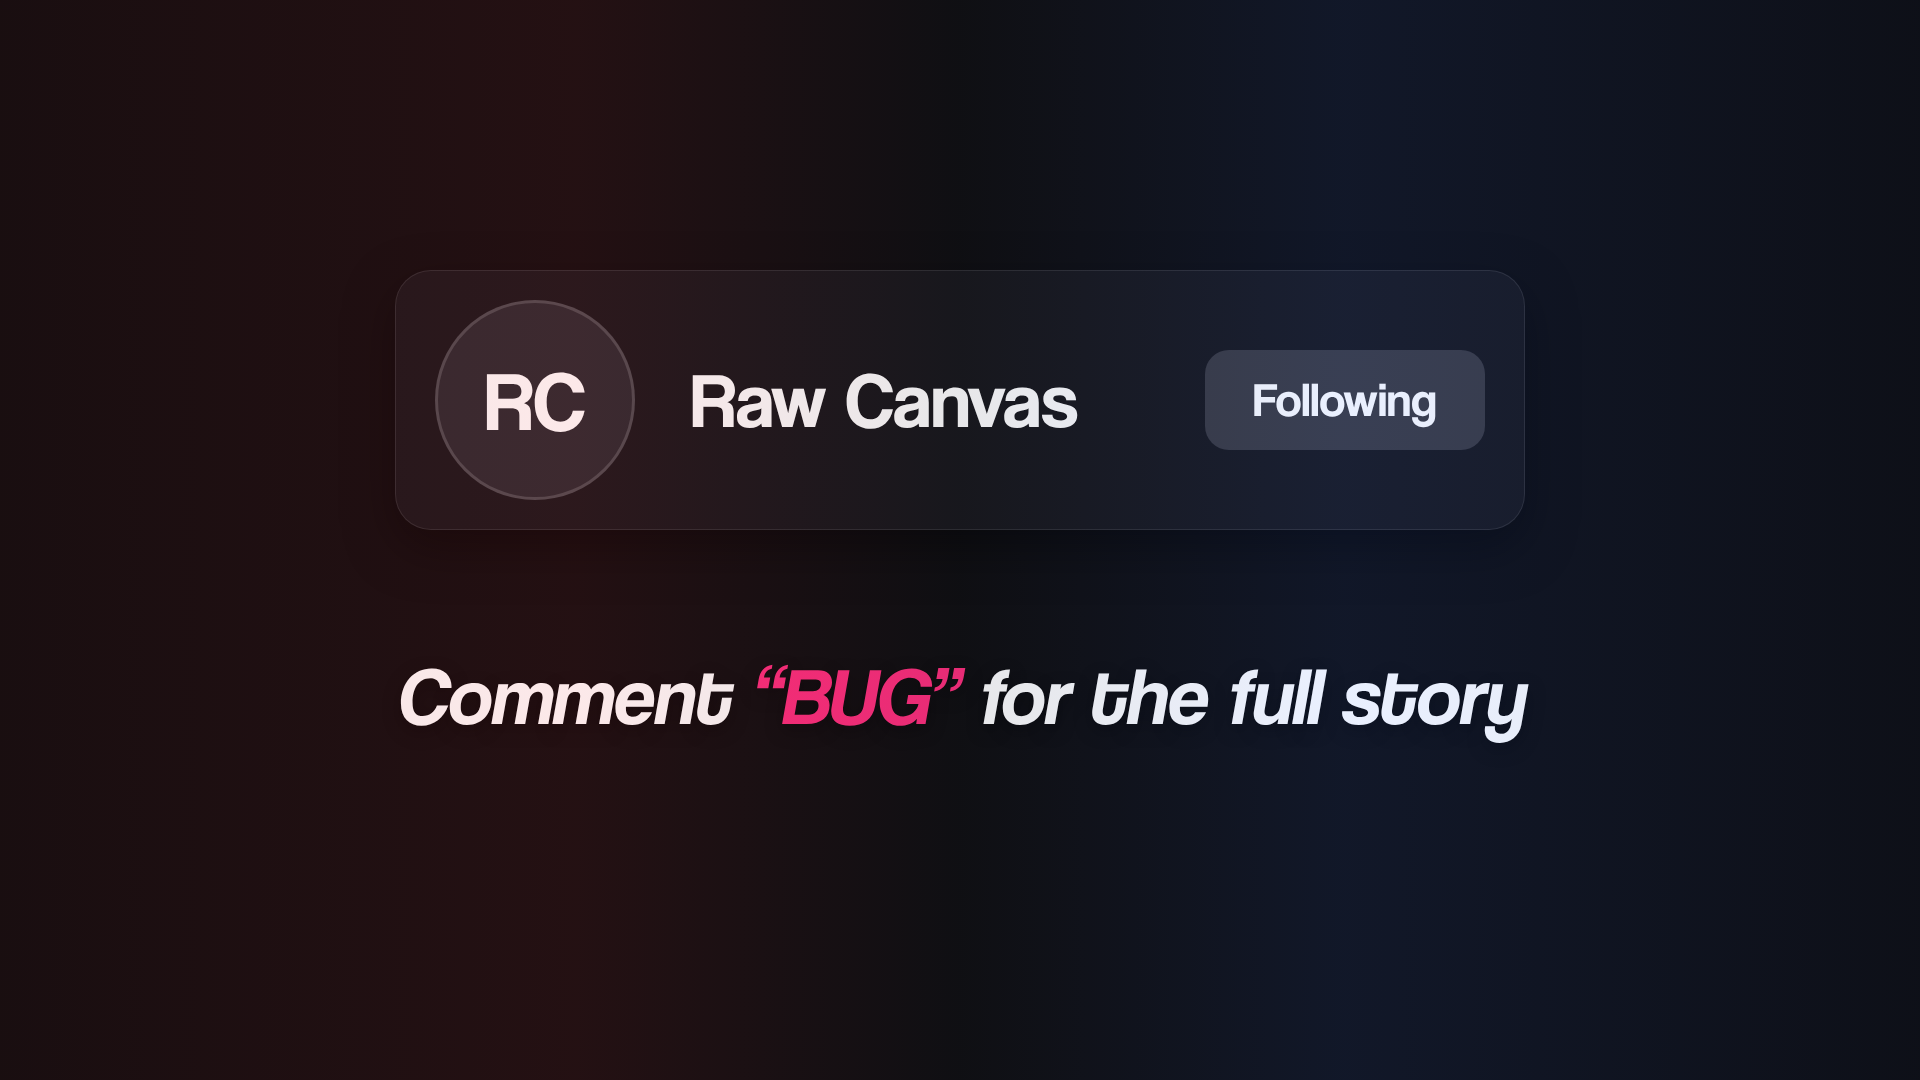 RC
Raw Canvas
Following
Comment “BUG” for the full story